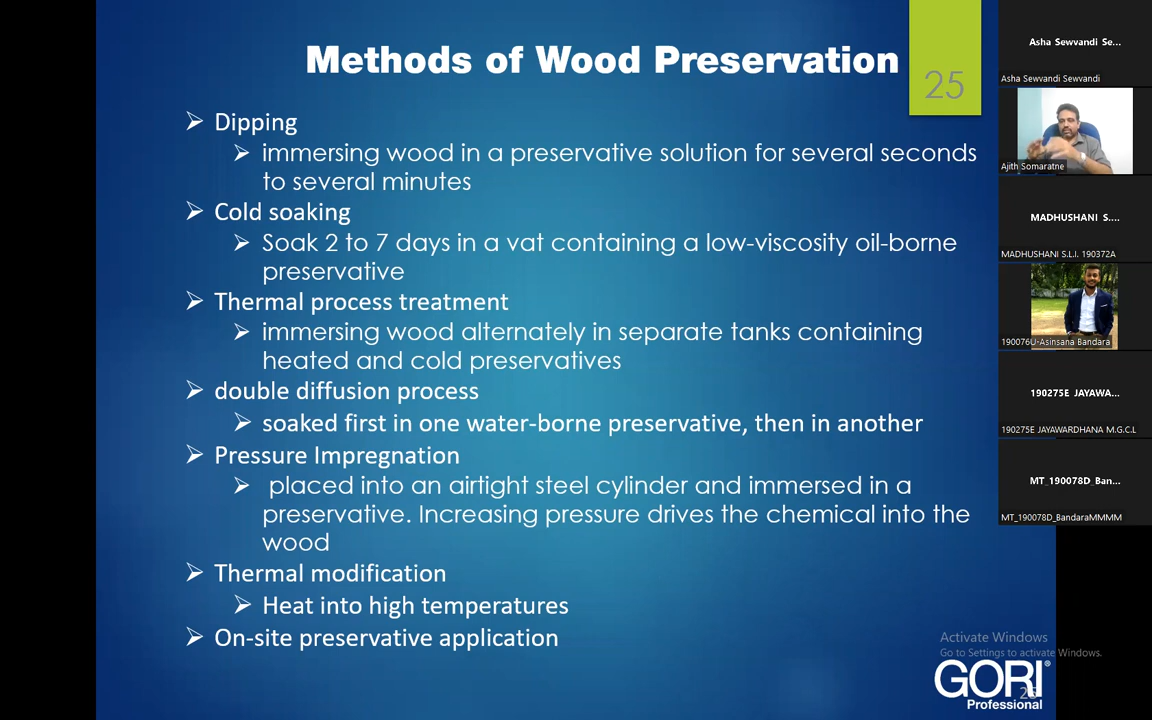 Methods of Wood Preservation
25
➢ Dipping
➢ immersing wood in a preservative solution for several seconds
to several minutes
➢ Cold soaking
➢ Soak 2 to 7 days in a vat containing a low-viscosity oil-borne
preservative
➢ Thermal process treatment
➢ immersing wood alternately in separate tanks containing
heated and cold preservatives
➢ double diffusion process
➢ soaked first in one water-borne preservative, then in another
➢ Pressure Impregnation
➢ placed into an airtight steel cylinder and immersed in a
preservative. Increasing pressure drives the chemical into the
wood
➢ Thermal modification
➢ Heat into high temperatures
➢ On-site preservative application
Activate Windows
Go to Settings to activate Windows.
GORI®
Professional
Asha Sewvandi Se...
Asha Sewvandi Sewvandi
Ajith Somaratne
MADHUSHANI S....
MADHUSHANI S.L.I. 190372A
190076U-Asinsana Bandara
190275E JAYAWA...
190275E JAYAWARDHANA M.G.C.L
MT_190078D_Ban...
MT_190078D_BandaraMMMM